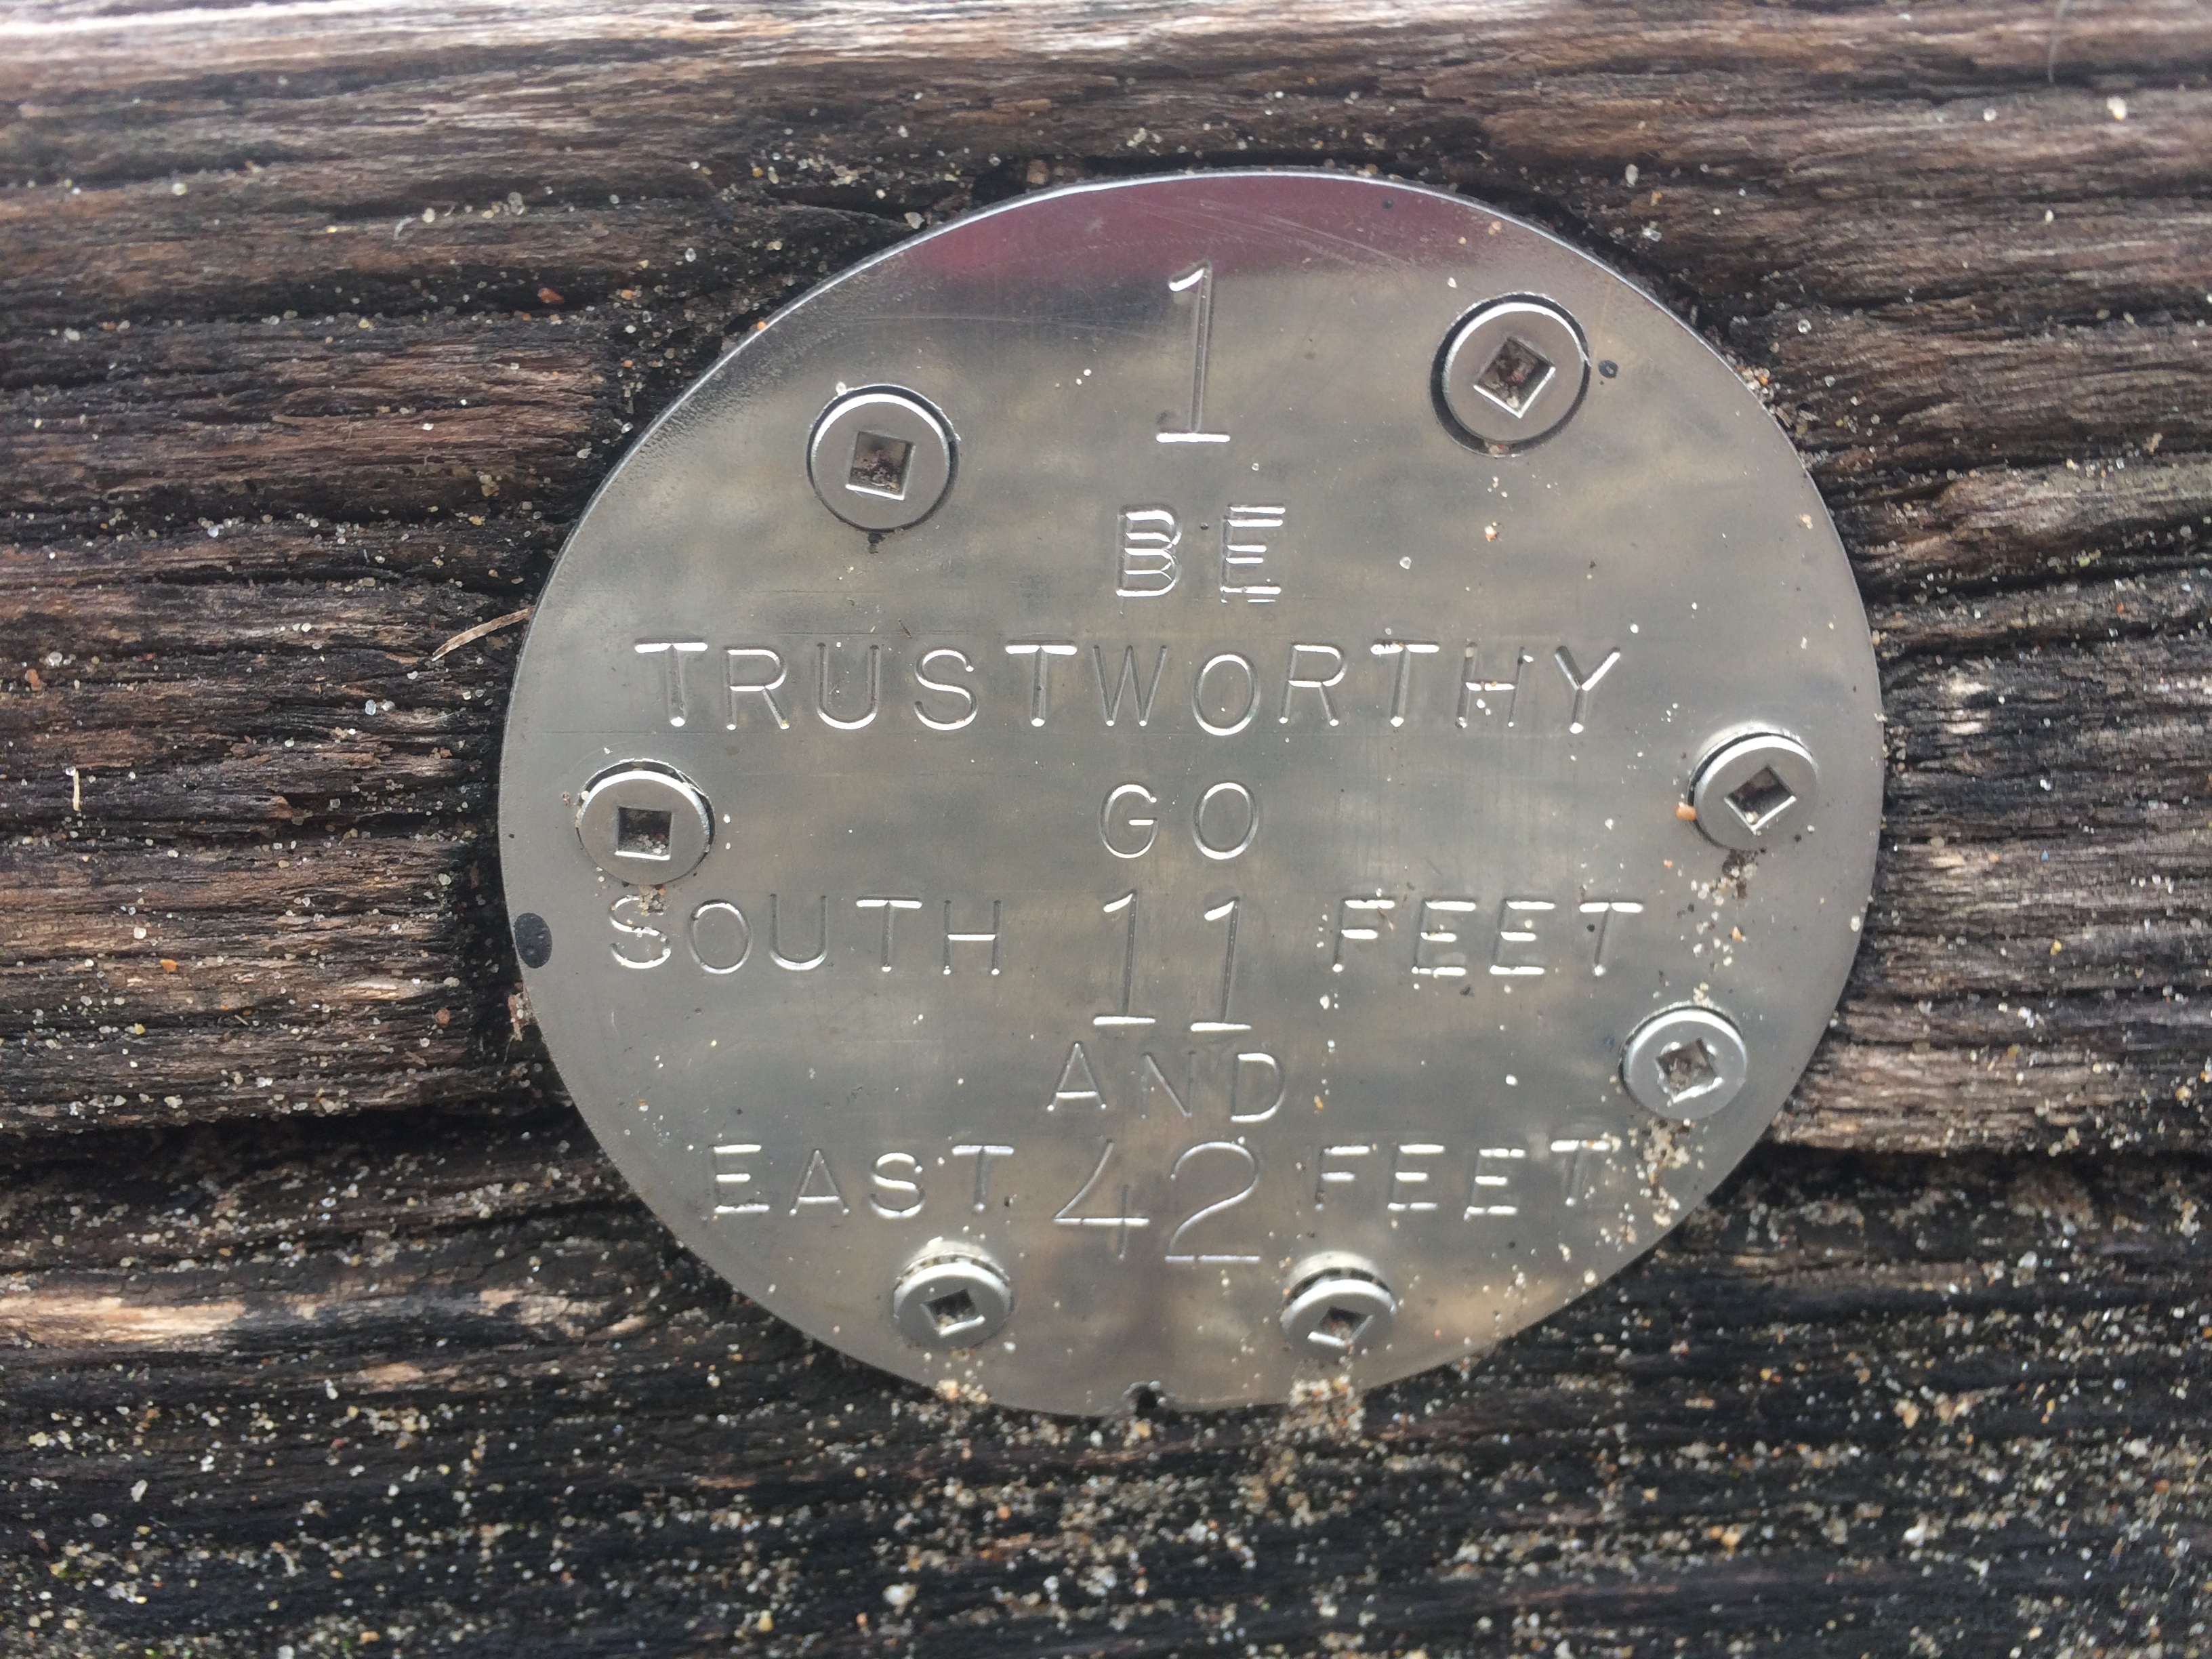 1
BE
TRUSTWORTHY
GO
SOUTH 11 FEET
AND
EAST 42 FEET